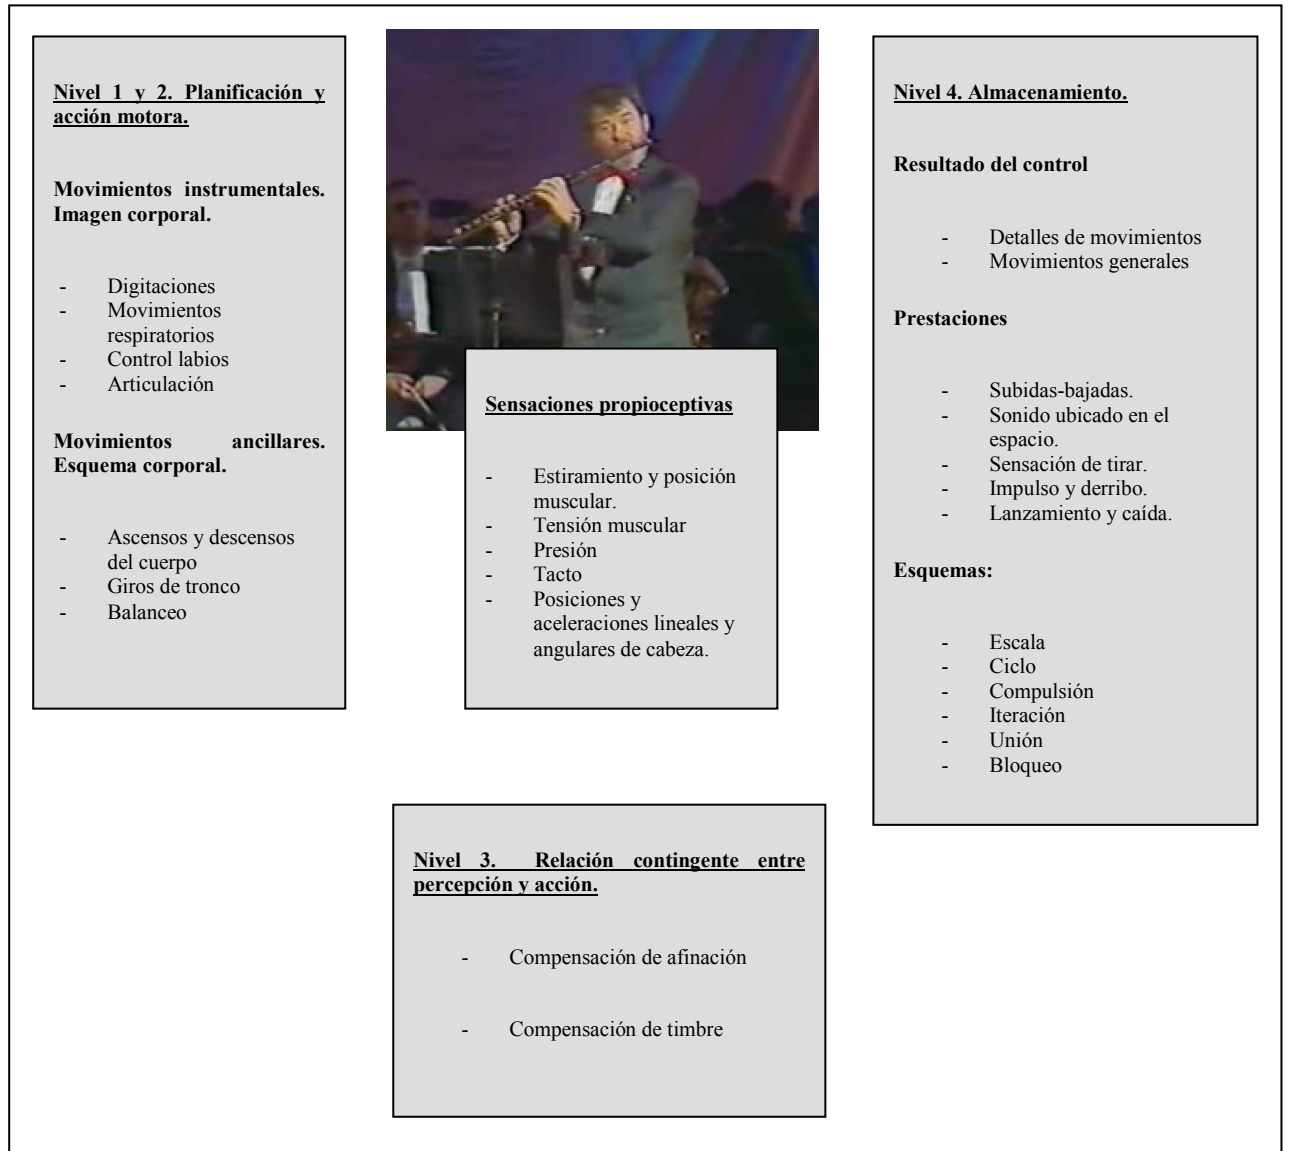 Nivel 1 y 2. Planificación y
acción motora.
Movimientos instrumentales.
Imagen corporal.
- Digitaciones
- Movimientos
respiratorios
- Control labios
- Articulación
Movimientos ancillares.
Esquema corporal.
- Ascensos y descensos
del cuerpo
- Giros de tronco
- Balanceo
Sensaciones propioceptivas
- Estiramiento y posición
muscular.
- Tensión muscular
- Presión
- Tacto
- Posiciones y
aceleraciones lineales y
angulares de cabeza.
Nivel 3. Relación contingente entre
percepción y acción.
- Compensación de afinación
- Compensación de timbre
Nivel 4. Almacenamiento.
Resultado del control
- Detalles de movimientos
- Movimientos generales
Prestaciones
- Subidas-bajadas.
- Sonido ubicado en el
espacio.
- Sensación de tirar.
- Impulso y derribo.
- Lanzamiento y caída.
Esquemas:
- Escala
- Ciclo
- Compulsión
- Iteración
- Unión
- Bloqueo